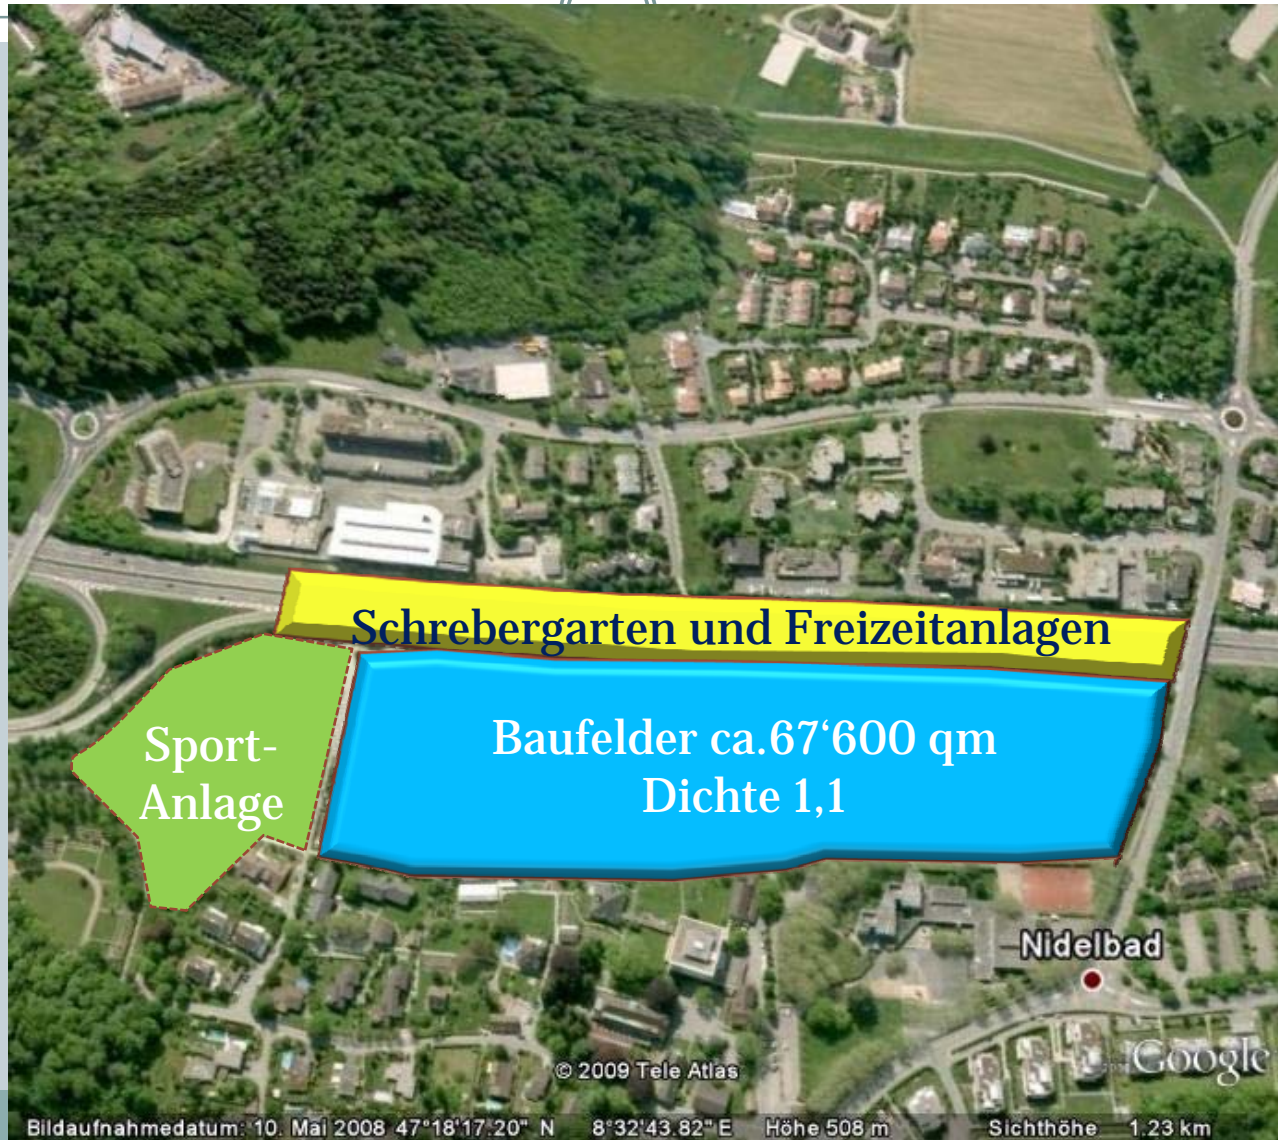 Schrebergarten und Freizeitanlagen
Baufelder ca.67‘600 qm
Dichte 1,1
Sport-
Anlage
Nidelbad
Google
© 2009 Tele Atlas
Bildaufnahmedatum: 10. Mai 2008 47°18'17.20" N 8°32'43.82" E Höhe 508 m Sichthöhe 1.23 km